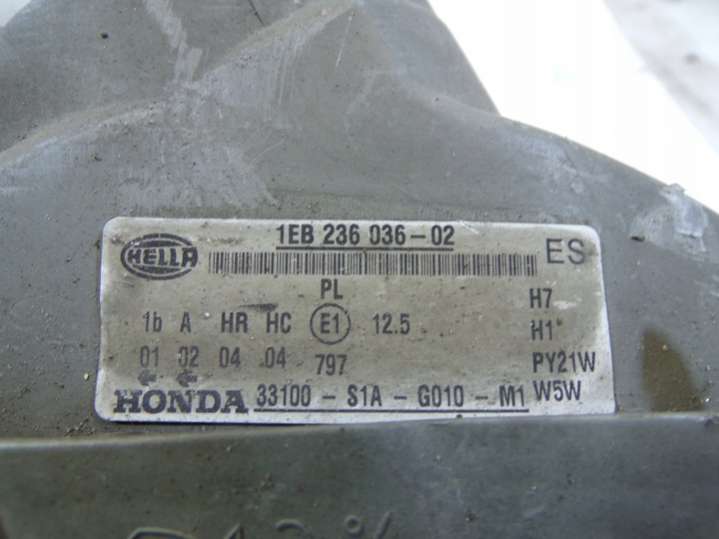 1EB 236 036-02
HELLA
ES
PL
H7
1b A HR HC E1 12.5
H1
01 02 04 04 797
PY21W
HONDA 33100 - S1A - G010 - M1
W5W